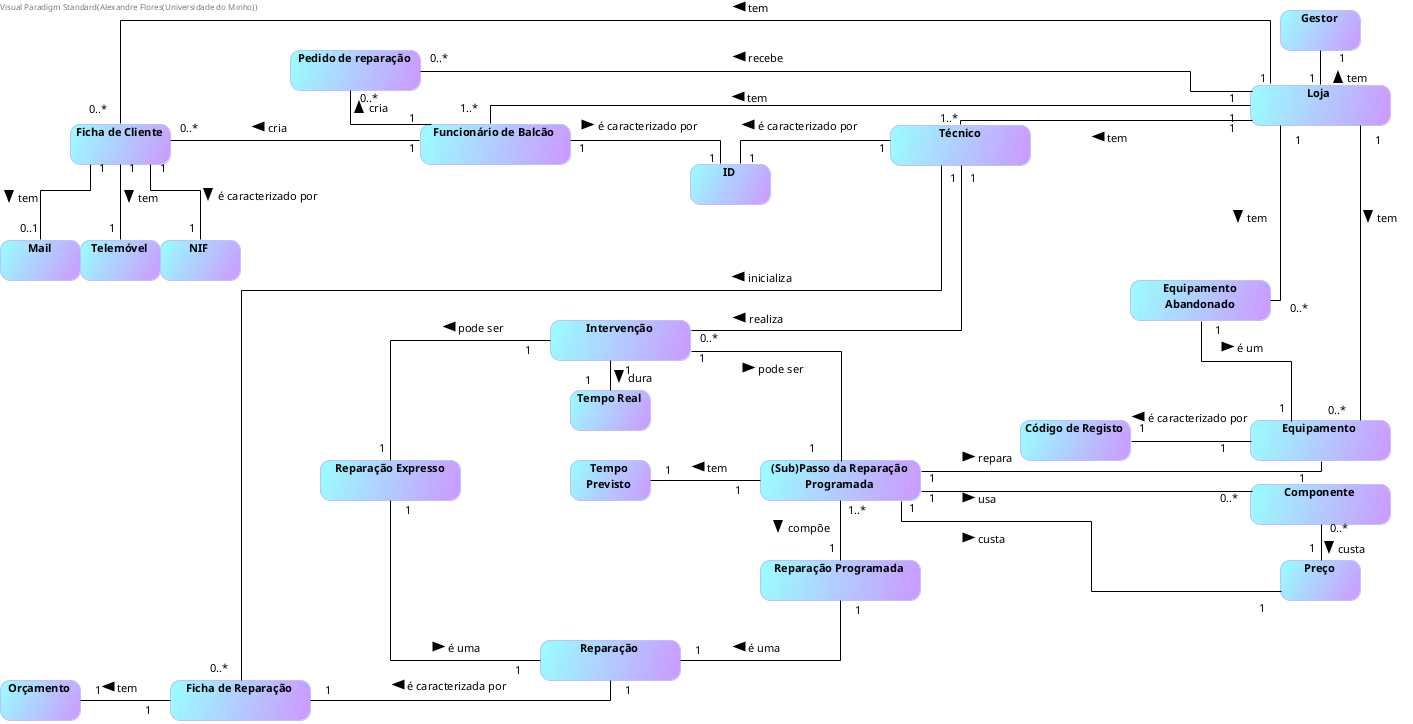 Visual Paradigm Standard(Alexandre Flores(Universidade do Minho))
tem
Gestor
Pedido de reparação
0..*
recebe
1
1
1
tem
0..*
0..*
cria
1..*
tem
1
Loja
Ficha de Cliente
0..*
cria
1
1
Funcionário de Balcão
é caracterizado por
1
é caracterizado por
1..*
Técnico
1
1
tem
1
1
1
1
1
1
1
1
1
ID
1
1
tem
tem
é caracterizado por
0..1
1
1
tem
tem
Mail
Telemóvel
NIF
inicializa
Equipamento
Abandonado
0..*
pode ser
Intervenção
realiza
0..*
1
1
1
é um
1
1
dura
pode ser
Tempo Real
1
0..*
é caracterizado por
1
1
Código de Registo
Equipamento
1
1
Reparação Expresso
Tempo
Previsto
1
tem
1
(Sub)Passo da Reparação
Programada
repara
1
1
1
usa
0..*
Componente
1
1..*
1
0..*
compõe
1
custa
1
custa
Reparação Programada
Preço
1
1
é uma
1
Reparação
1
é uma
0..*
Orçamento
1
tem
1
Ficha de Reparação
1
é caracterizada por
1